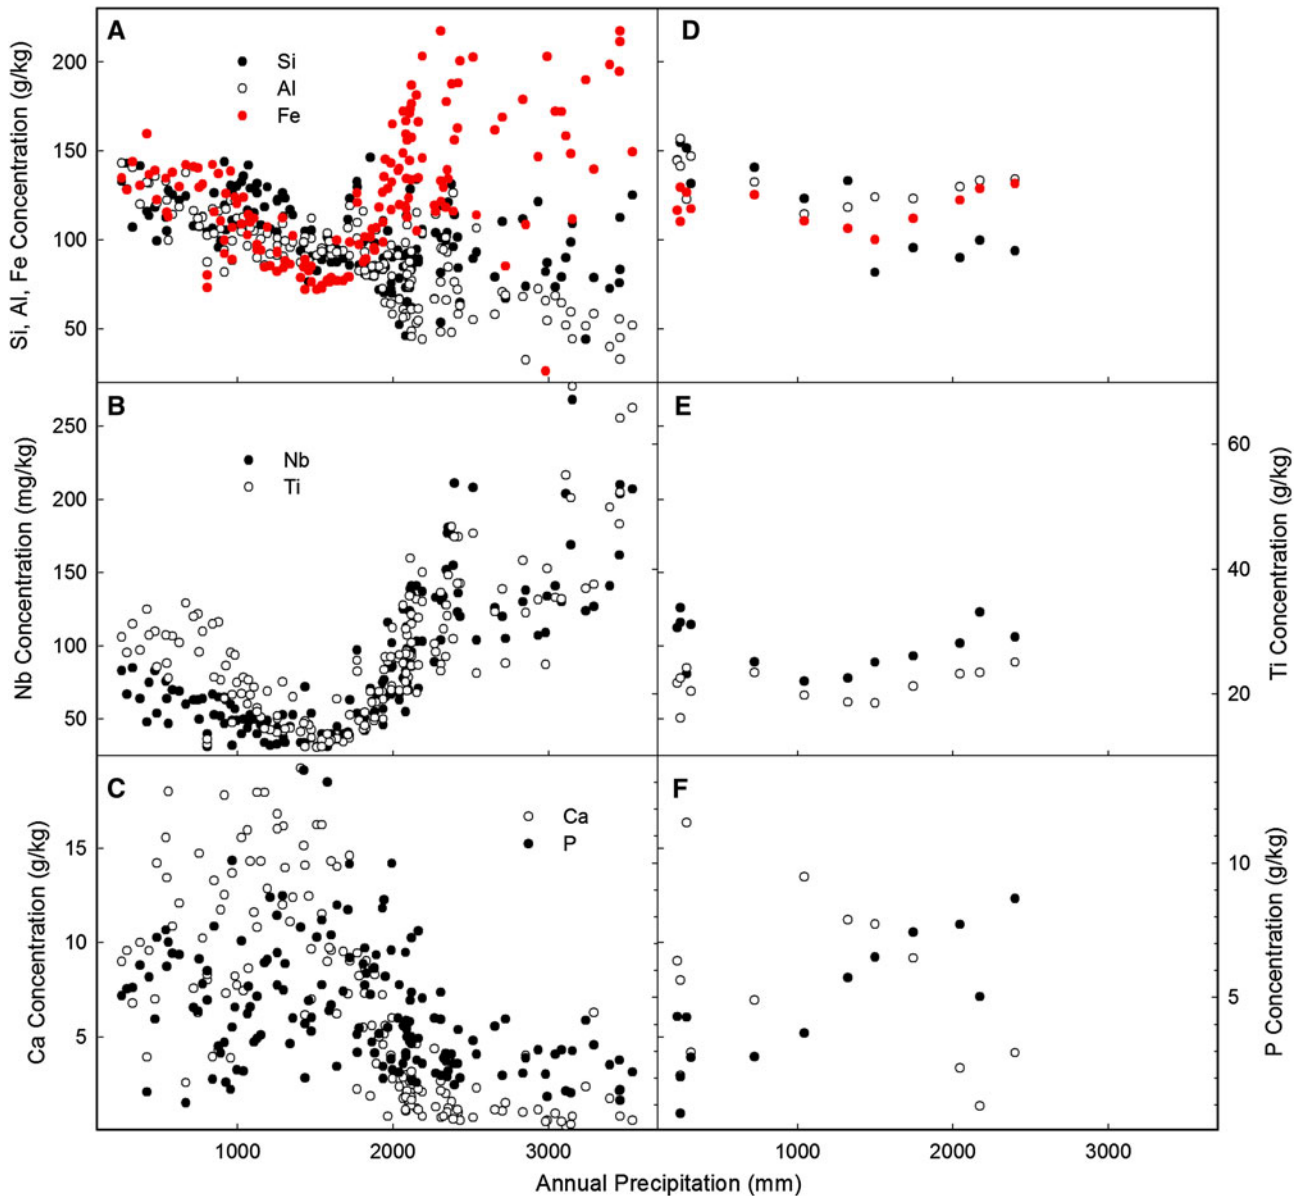 A
D
Si
Al
Fe
Si, Al, Fe Concentration (g/kg)
200
150
100
50
B
E
Nb
Ti
Nb Concentration (mg/kg)
250
200
150
100
50
60
40
20
Ti Concentration (g/kg)
C
F
Ca
P
Ca Concentration (g/kg)
15
10
5
10
5
P Concentration (g/kg)
1000 2000 3000 1000 2000 3000
Annual Precipitation (mm)